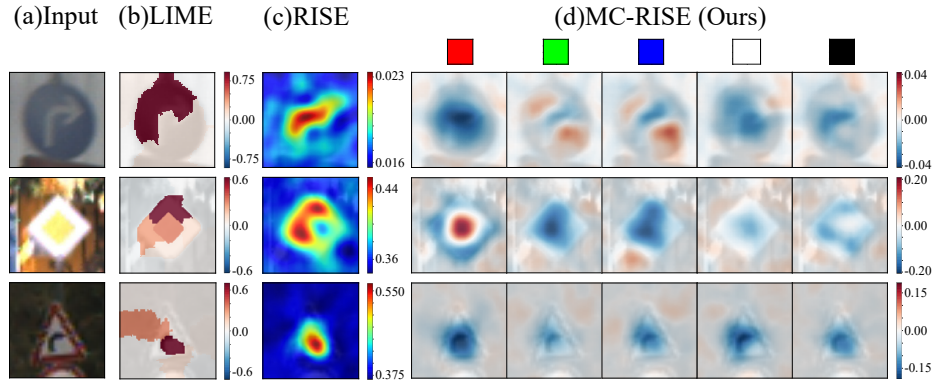 (a)Input (b)LIME (c)RISE (d)MC-RISE (Ours)
0.75 0.00 -0.75 0.023 0.016 0.04 0.00 -0.04
0.6 0.0 -0.6 0.44 0.36 0.20 0.00 -0.20
0.6 0.0 -0.6 0.550 0.375 0.15 0.00 -0.15